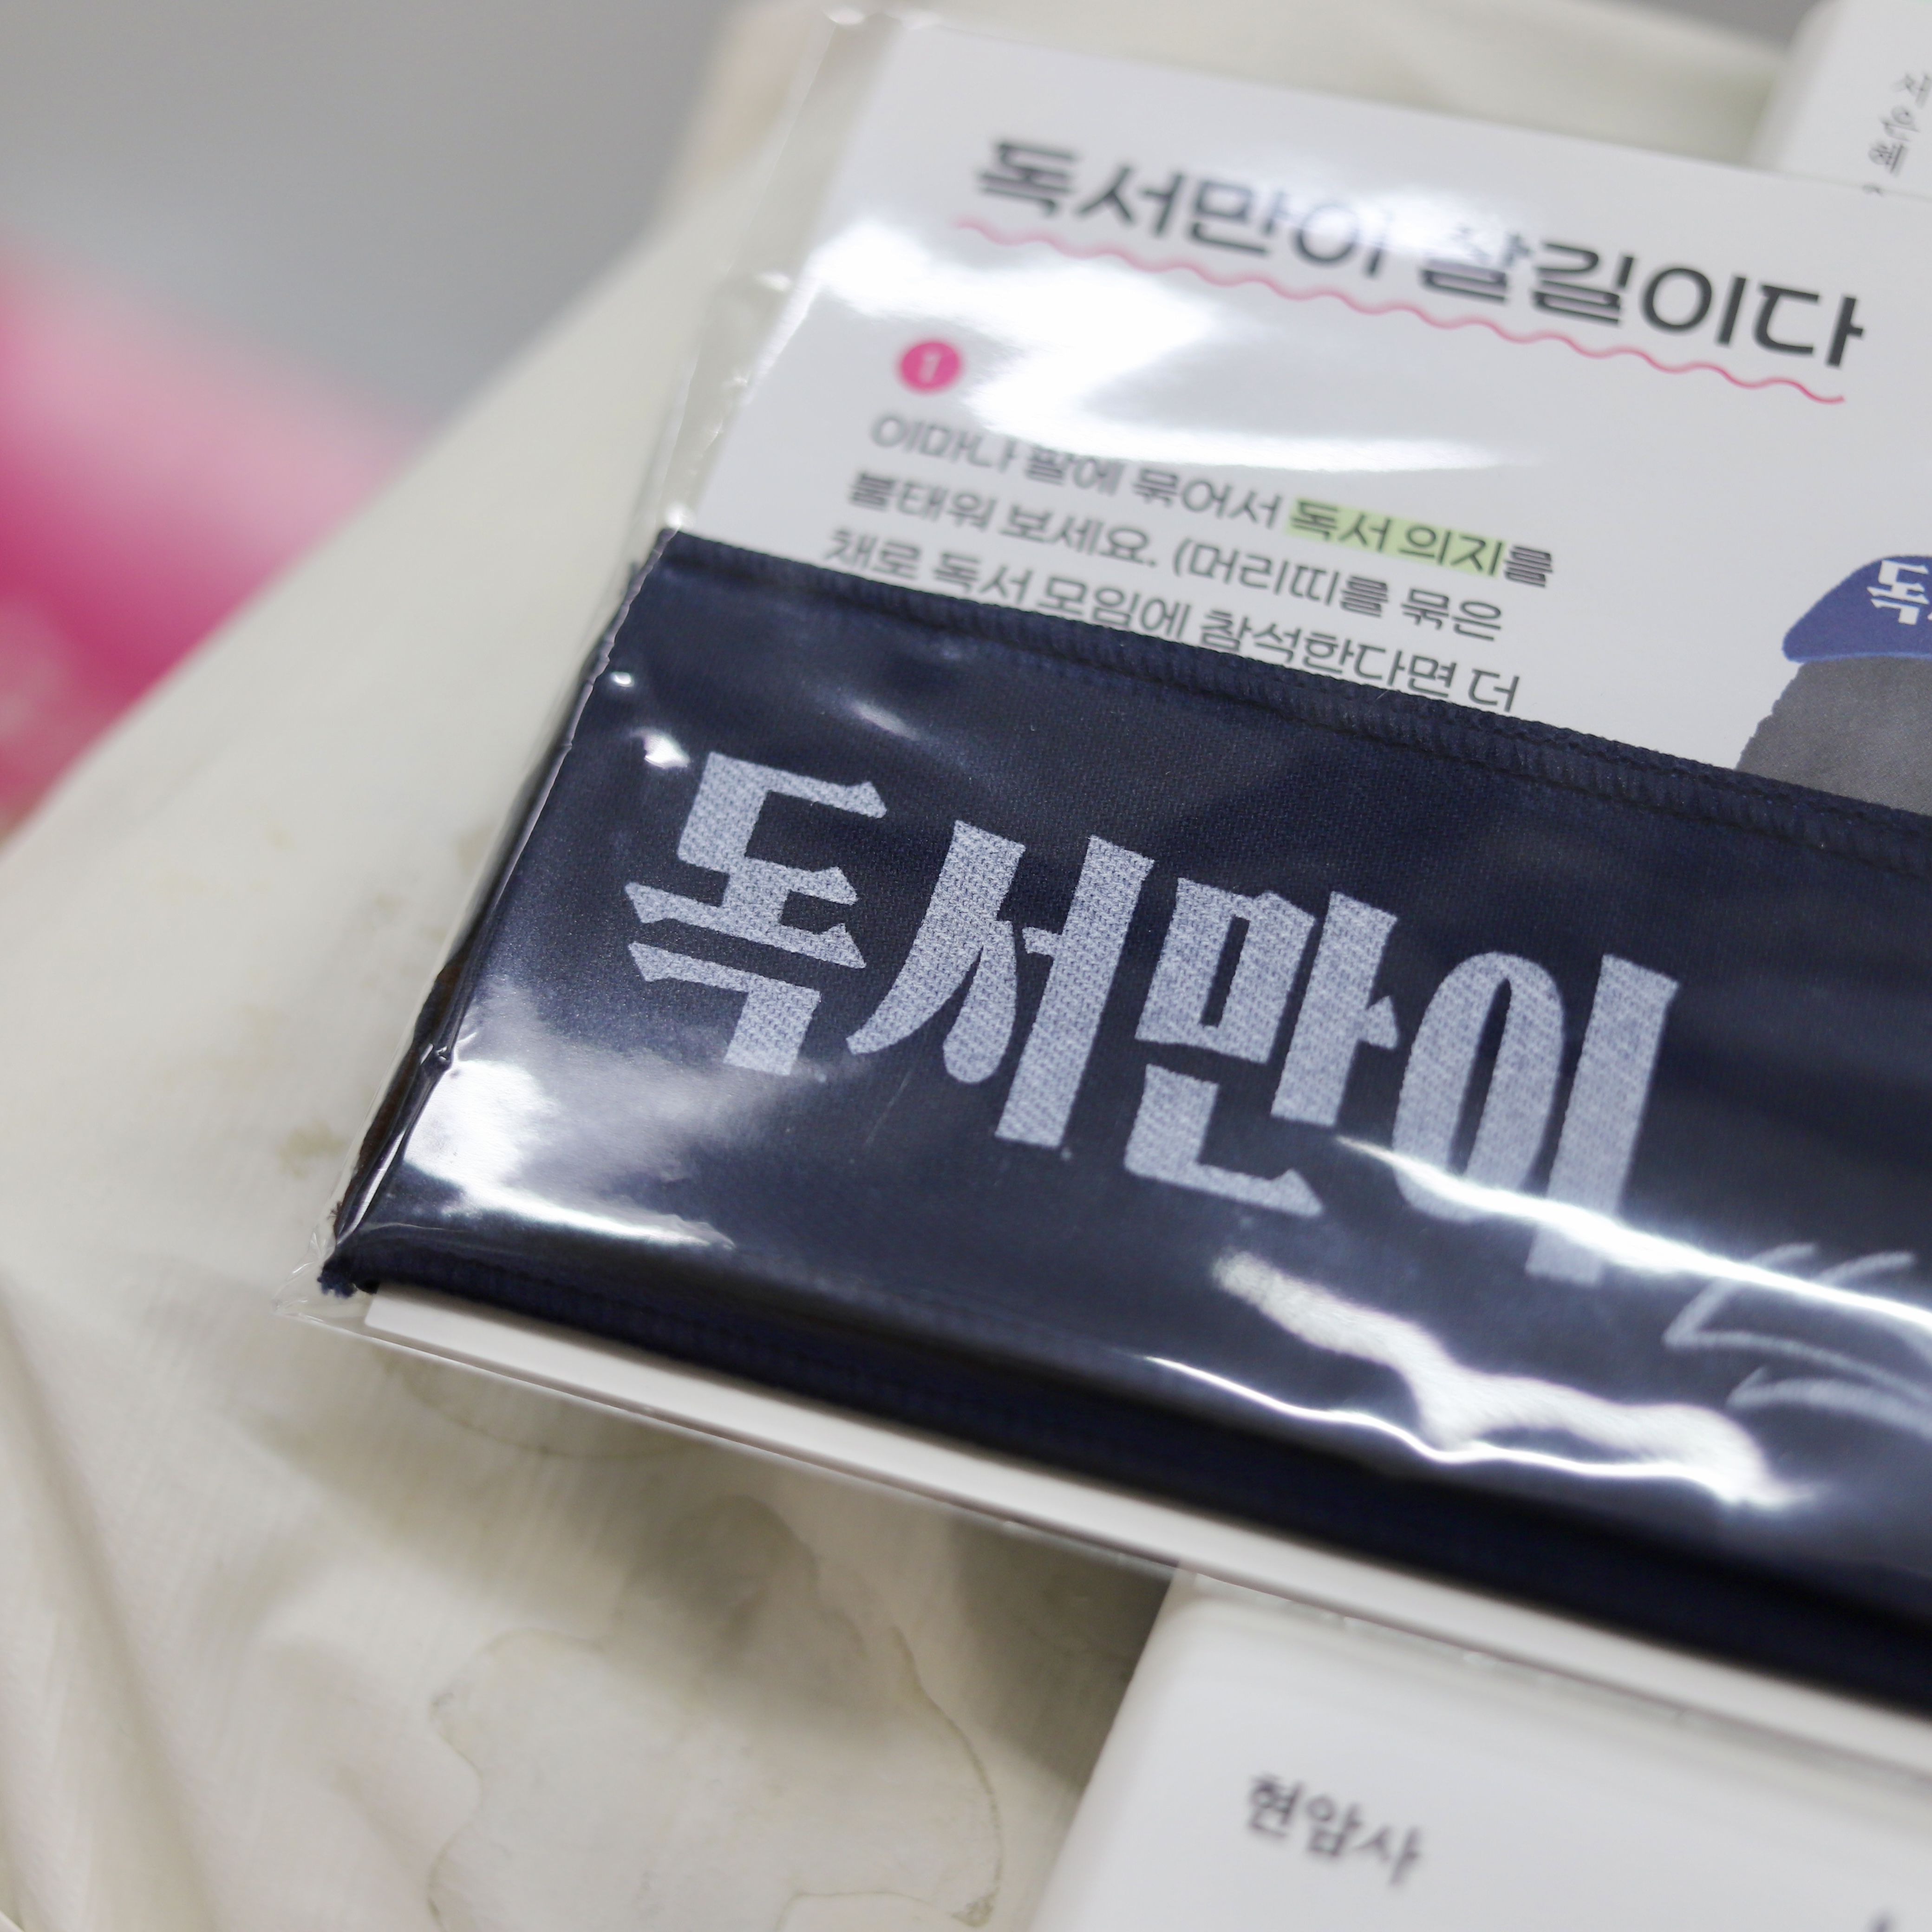 독서만이 살길이다
1
이마나 팔에 묶어서 독서 의지를
불태워 보세요. (머리띠를 묶은
채로 독서 모임에 참석한다면 더
독서만이
현암사